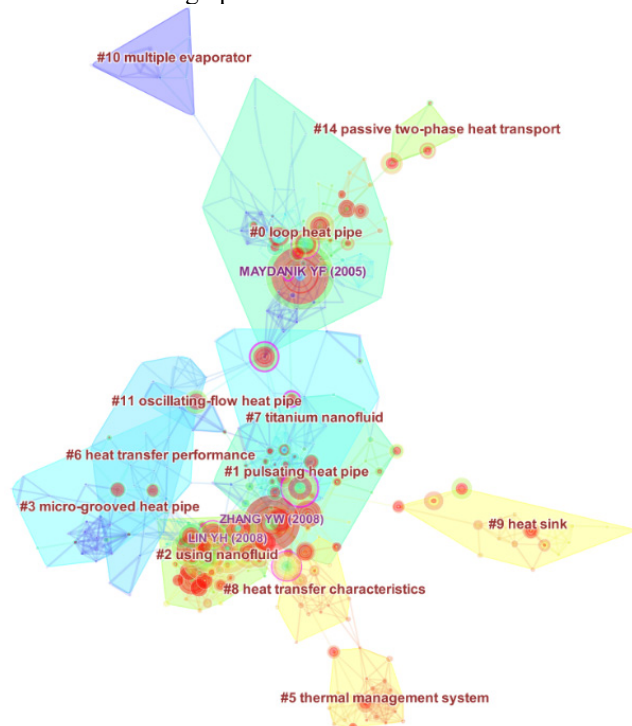 #10 multiple evaporator
#14 passive two-phase heat transport
#0 loop heat pipe
MAYDANIK YF (2005)
#11 oscillating-flow heat pipe
#7 titanium nanofluid
#6 heat transfer performance
#1 pulsating heat pipe
#3 micro-grooved heat pipe
ZHANG YW (2008)
#9 heat sink
LIN YH (2008)
#2 using nanofluid
#8 heat transfer characteristics
#5 thermal management system